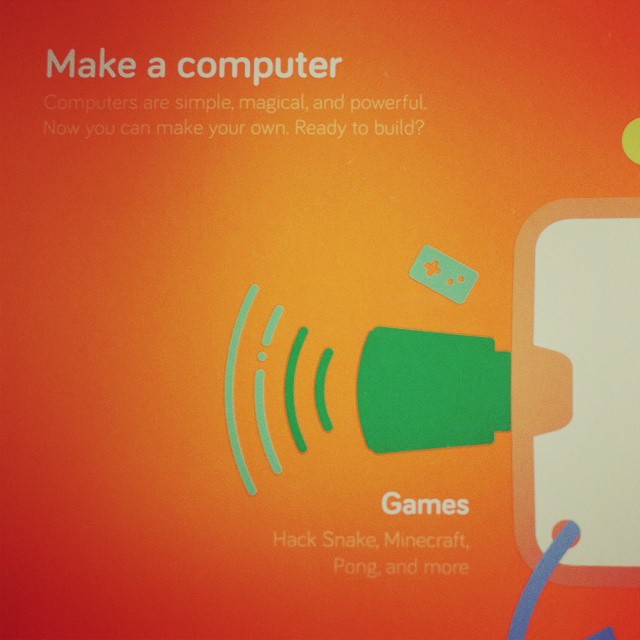 Make a computer
Computers are simple, magical, and powerful.
Now you can make your own. Ready to build?
Games
Hack Snake, Minecraft,
Pong, and more